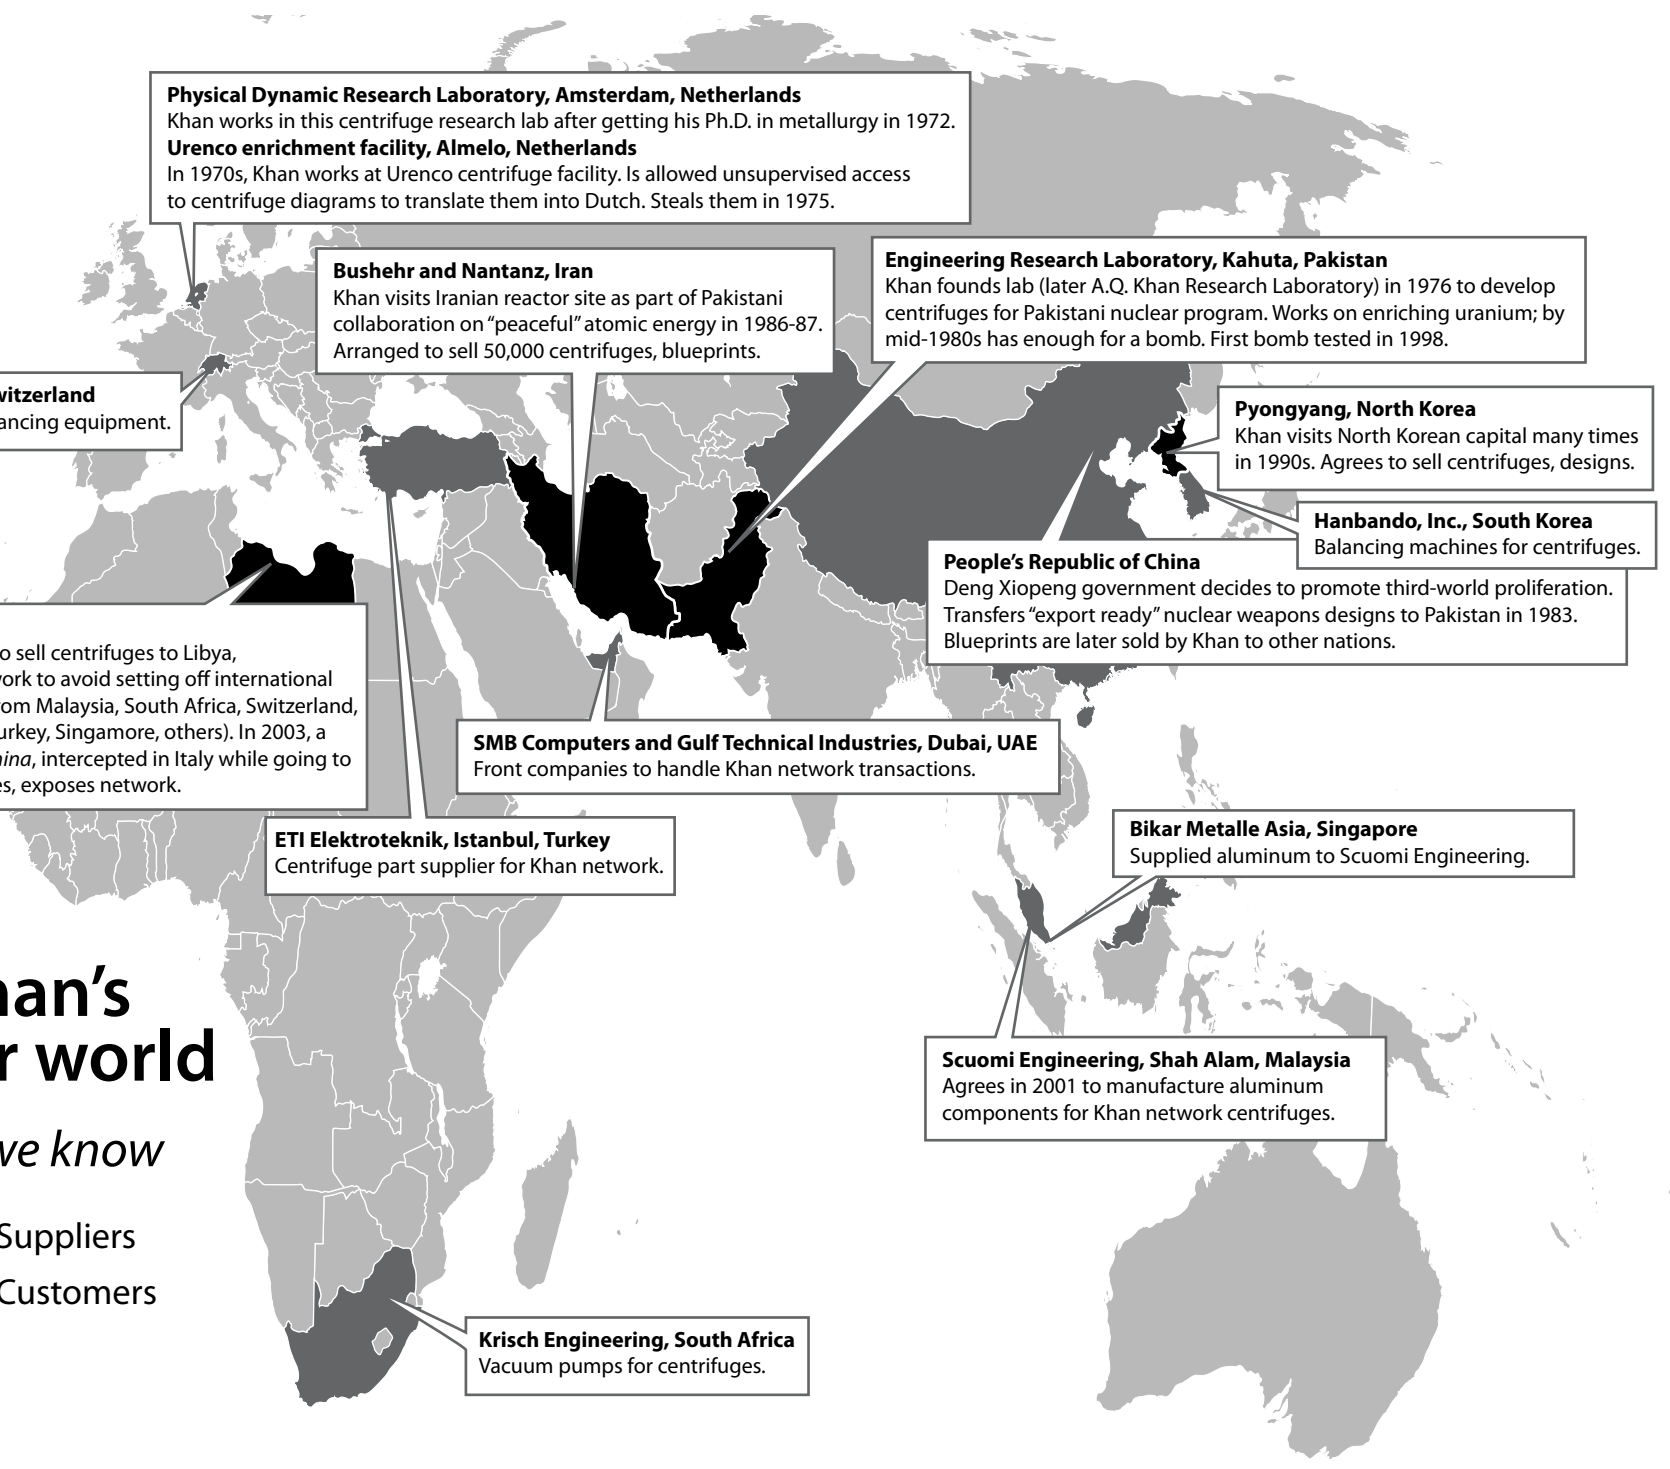 Physical Dynamic Research Laboratory, Amsterdam, Netherlands
Khan works in this centrifuge research lab after getting his Ph.D. in metallurgy in 1972.
Urenco enrichment facility, Almelo, Netherlands
In 1970s, Khan works at Urenco centrifuge facility. Is allowed unsupervised access
to centrifuge diagrams to translate them into Dutch. Steals them in 1975.
Bushehr and Nantanz, Iran
Khan visits Iranian reactor site as part of Pakistani
collaboration on “peaceful” atomic energy in 1986-87.
Arranged to sell 50,000 centrifuges, blueprints.
Engineering Research Laboratory, Kahuta, Pakistan
Khan founds lab (later A.Q. Khan Research Laboratory) in 1976 to develop
centrifuges for Pakistani nuclear program. Works on enriching uranium; by
mid-1980s has enough for a bomb. First bomb tested in 1998.
witzerland
ancing equipment.
Pyongyang, North Korea
Khan visits North Korean capital many times
in 1990s. Agrees to sell centrifuges, designs.
Hanbando, Inc., South Korea
Balancing machines for centrifuges.
People’s Republic of China
Deng Xiopeng government decides to promote third-world proliferation.
Transfers “export ready” nuclear weapons designs to Pakistan in 1983.
Blueprints are later sold by Khan to other nations.
o sell centrifuges to Libya,
ork to avoid setting off international
om Malaysia, South Africa, Switzerland,
urkey, Singamore, others). In 2003, a
hina, intercepted in Italy while going to
es, exposes network.
SMB Computers and Gulf Technical Industries, Dubai, UAE
Front companies to handle Khan network transactions.
ETI Elektroteknik, Istanbul, Turkey
Centrifuge part supplier for Khan network.
Bikar Metalle Asia, Singapore
Supplied aluminum to Scuomi Engineering.
han’s
r world
we know
Suppliers
Customers
Scuomi Engineering, Shah Alam, Malaysia
Agrees in 2001 to manufacture aluminum
components for Khan network centrifuges.
Krisch Engineering, South Africa
Vacuum pumps for centrifuges.